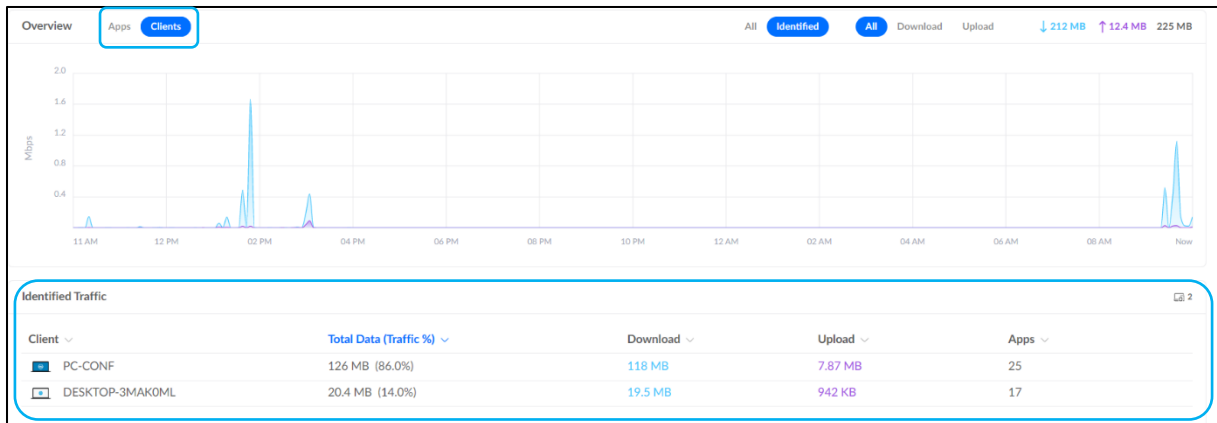 Overview Apps Clients All Identified All Download Upload ↓ 212 MB ↑ 12.4 MB 225 MB
2.0
1.6
1.2
0.8
0.4
Mbps
11 AM 12 PM 02 PM 04 PM 06 PM 08 PM 10 PM 12 AM 02 AM 04 AM 06 AM 08 AM Now
Identified Traffic 2
Client Total Data (Traffic %) Download Upload Apps
PC-CONF 126 MB (86.0%) 118 MB 7.87 MB 25
DESKTOP-3MAK0ML 20.4 MB (14.0%) 19.5 MB 942 KB 17